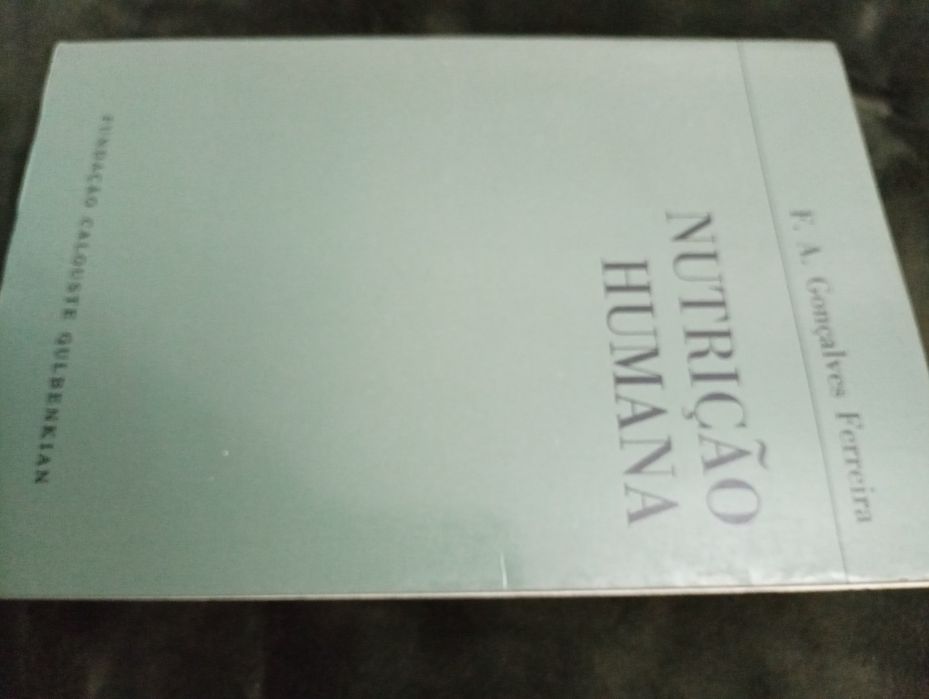 F. A. Gonçalves Ferreira
NUTRIÇÃO
HUMANA
FUNDAÇÃO CALOUSTE GULBENKIAN